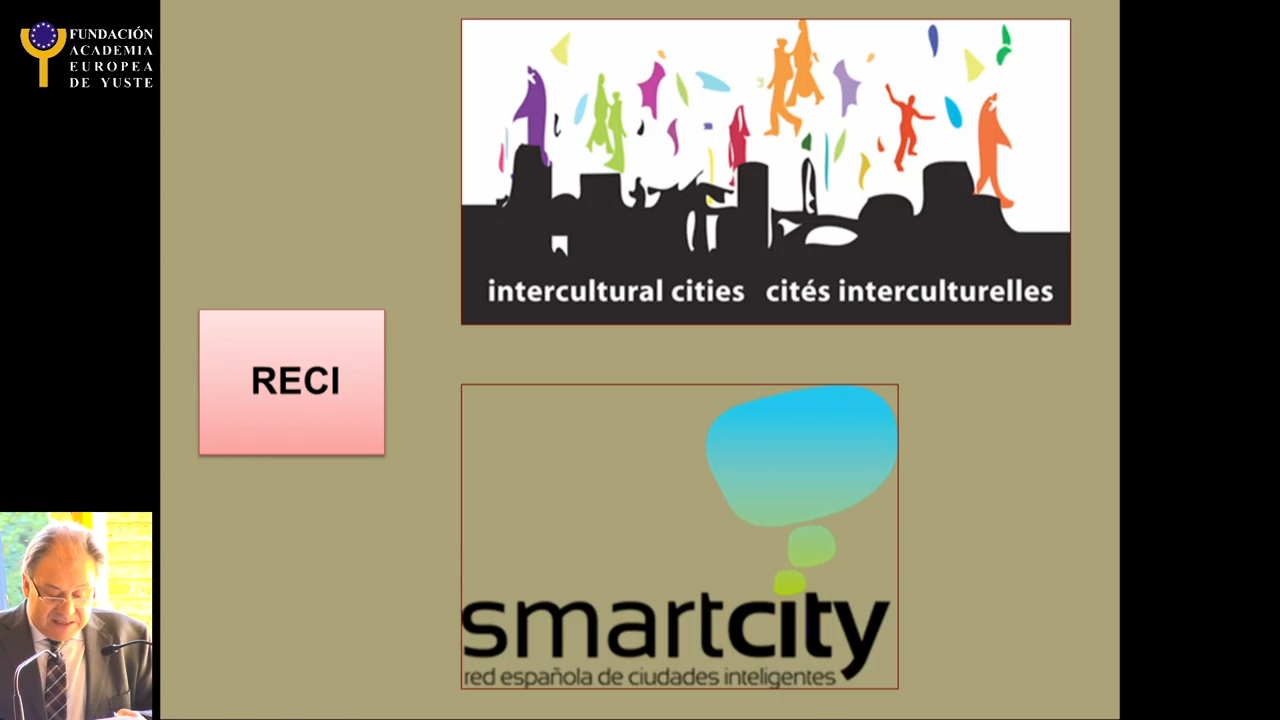 FUNDACIÓN
ACADEMIA
EUROPEA
DE YUSTE
intercultural cities cités interculturelles
RECI
smartcity
red española de ciudades inteligentes